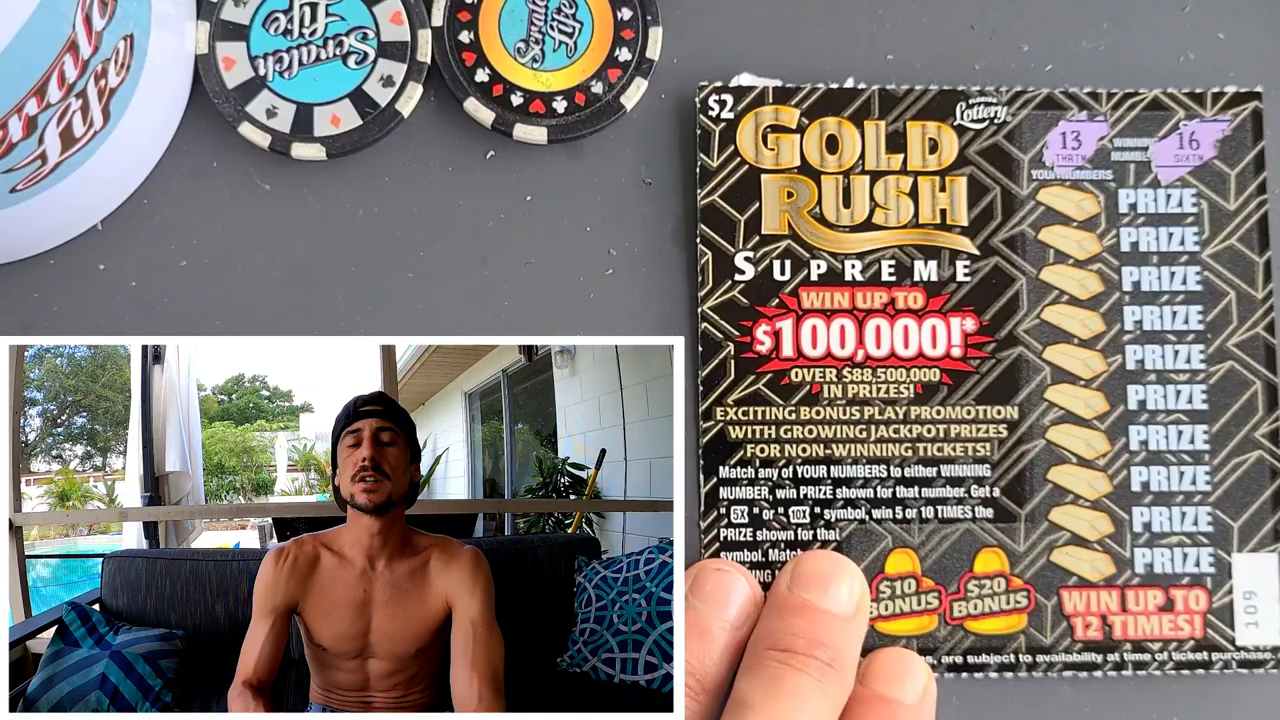 Scratch
Life
Scratch
Life
Scratch
Life
$2
FLORIDA
Lottery
GOLD
RUSH
SUPREME
WIN UP TO
$100,000!*
OVER $88,500,000
IN PRIZES!
EXCITING BONUS PLAY PROMOTION
WITH GROWING JACKPOT PRIZES
FOR NON-WINNING TICKETS!
Match any of YOUR NUMBERS to either WINNING
NUMBER, win PRIZE shown for that number. Get a
" 5X " or " 10X " symbol, win 5 or 10 TIMES the
PRIZE shown for that
symbol.
$10
BONUS
$20
BONUS
13
THRTN
WINNING
16
SIXTN
YOUR NUMBERS
PRIZE
PRIZE
PRIZE
PRIZE
PRIZE
PRIZE
PRIZE
PRIZE
PRIZE
PRIZE
WIN UP TO
12 TIMES!
109
are subject to availability at time of ticket purchase.